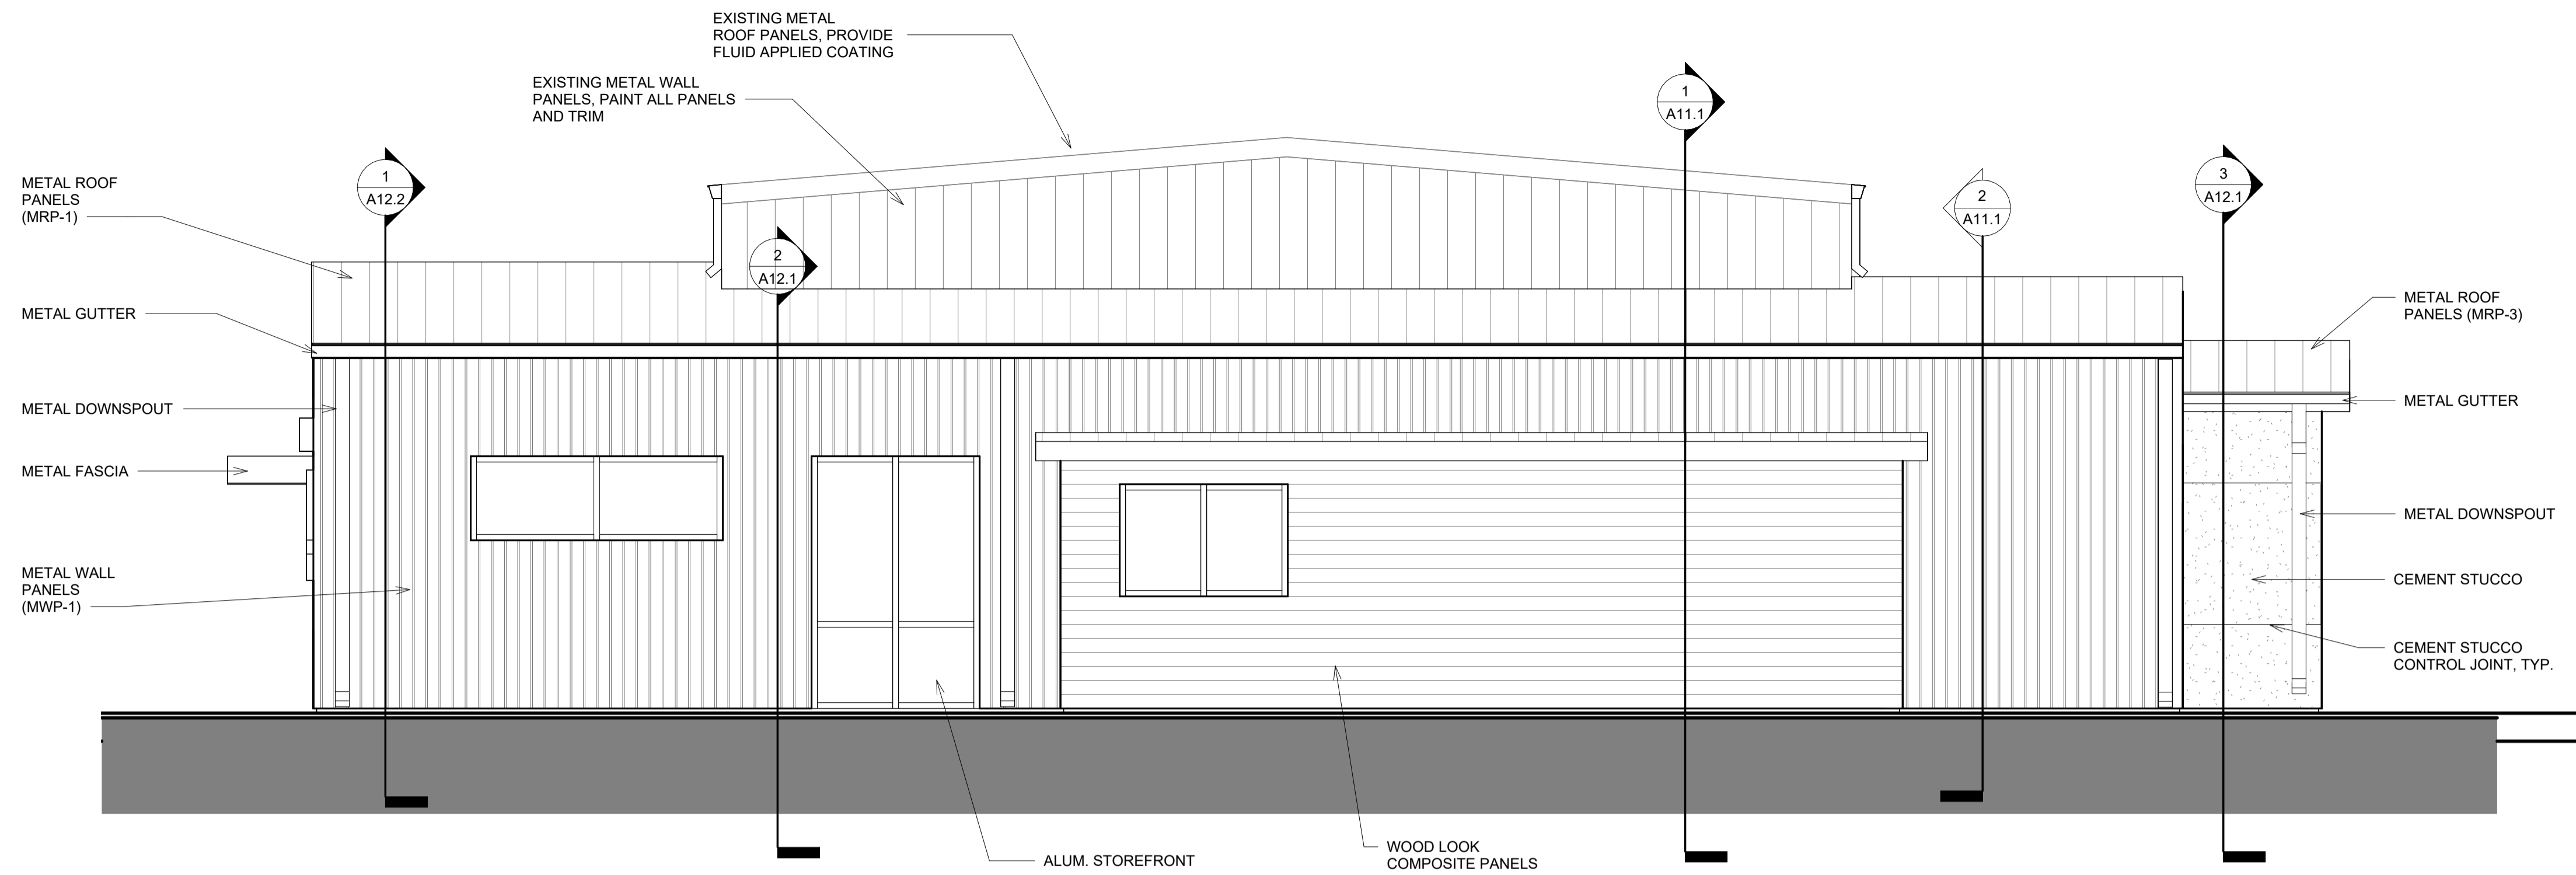 EXISTING METAL
ROOF PANELS, PROVIDE
FLUID APPLIED COATING
EXISTING METAL WALL
PANELS, PAINT ALL PANELS
AND TRIM
1
A11.1
1
A12.2
METAL ROOF
PANELS
(MRP-1)
2
A11.1
3
A12.1
2
A12.1
METAL GUTTER
METAL ROOF
PANELS (MRP-3)
METAL DOWNSPOUT
METAL GUTTER
METAL FASCIA
METAL DOWNSPOUT
METAL WALL
PANELS
(MWP-1)
CEMENT STUCCO
CEMENT STUCCO
CONTROL JOINT, TYP.
ALUM. STOREFRONT
WOOD LOOK
COMPOSITE PANELS